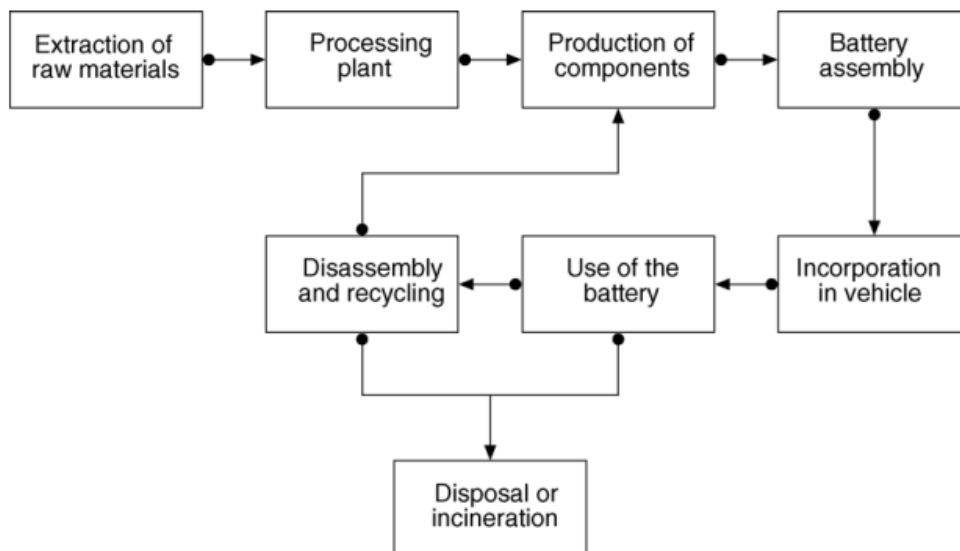 Extraction of
raw materials
Processing
plant
Production of
components
Battery
assembly
Disassembly
and recycling
Use of the
battery
Incorporation
in vehicle
Disposal or
incineration